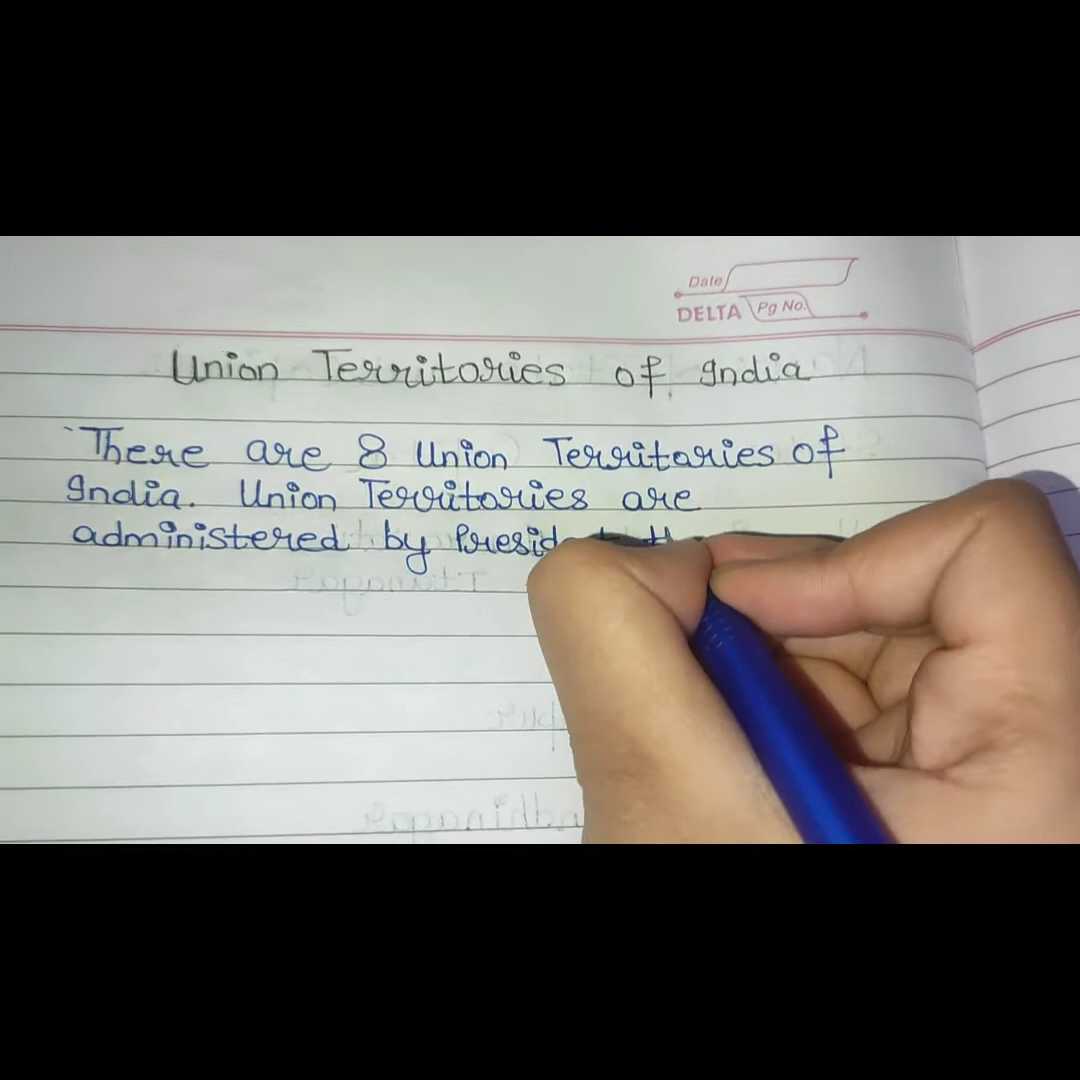 Date
DELTA Pg No.
Union Territories of India
There are 8 Union Territories of
India. Union Territories are
administered by